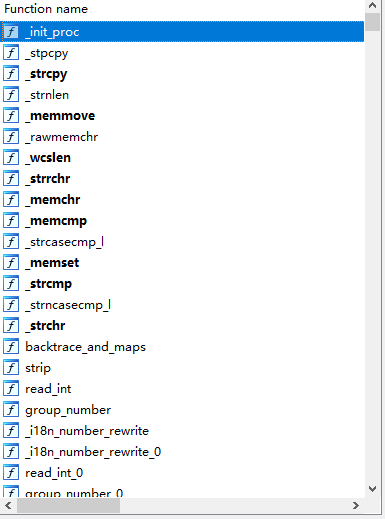 Function name
_init_proc
_stpcpy
_strcpy
_strnlen
_memmove
_rawmemchr
_wcslen
_strrchr
_memchr
_memcmp
_strcasecmp_l
_memset
_strcmp
_strncasecmp_l
_strchr
backtrace_and_maps
strip
read_int
group_number
_i18n_number_rewrite
_i18n_number_rewrite_0
read_int_0
group_number_0